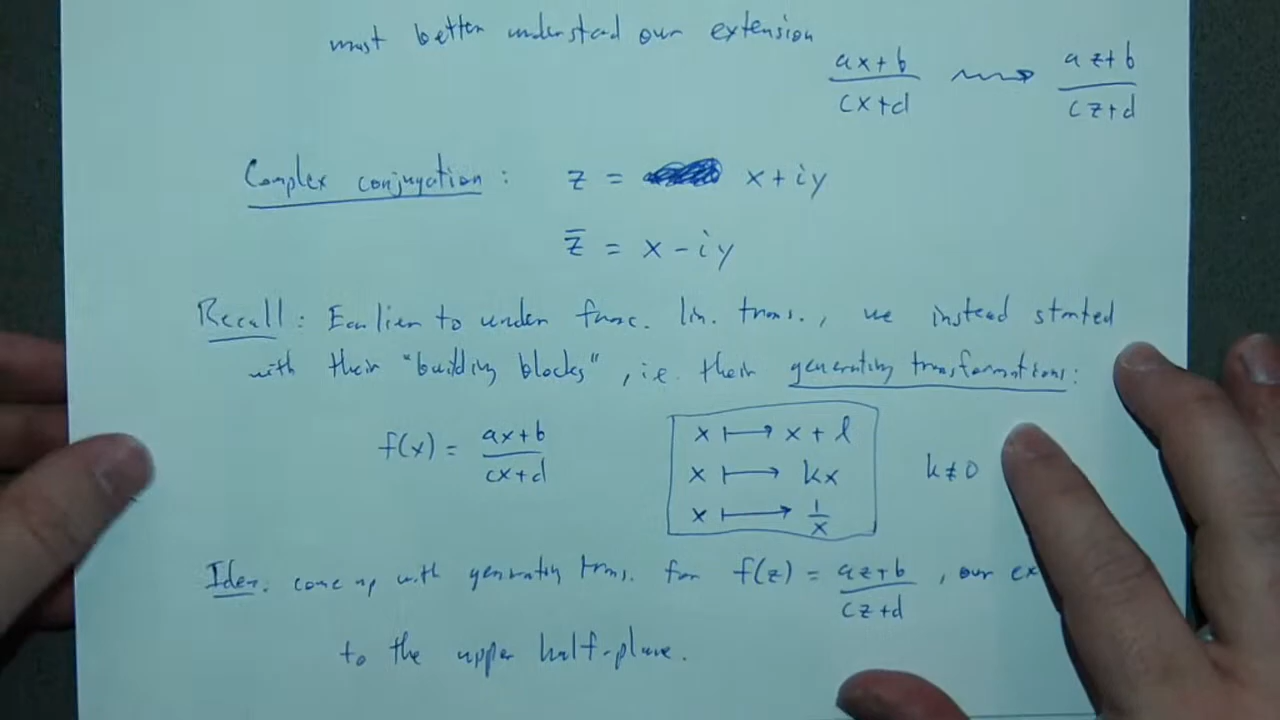 must better understand our extension
ax+b / cx+d ⟿ az+b / cz+d
Complex conjugation : z = x+iy
z̄ = x-iy
Recall : Earlier to under frac. lin. trans., we instead started
with their "building blocks", i.e. their generating transformations:
f(x) = ax+b / cx+d
x ⟼ x+l
x ⟼ kx k≠0
x ⟼ 1/x
Idea: come up with generating trans. for f(z) = az+b / cz+d , our ex
to the upper half-plane.